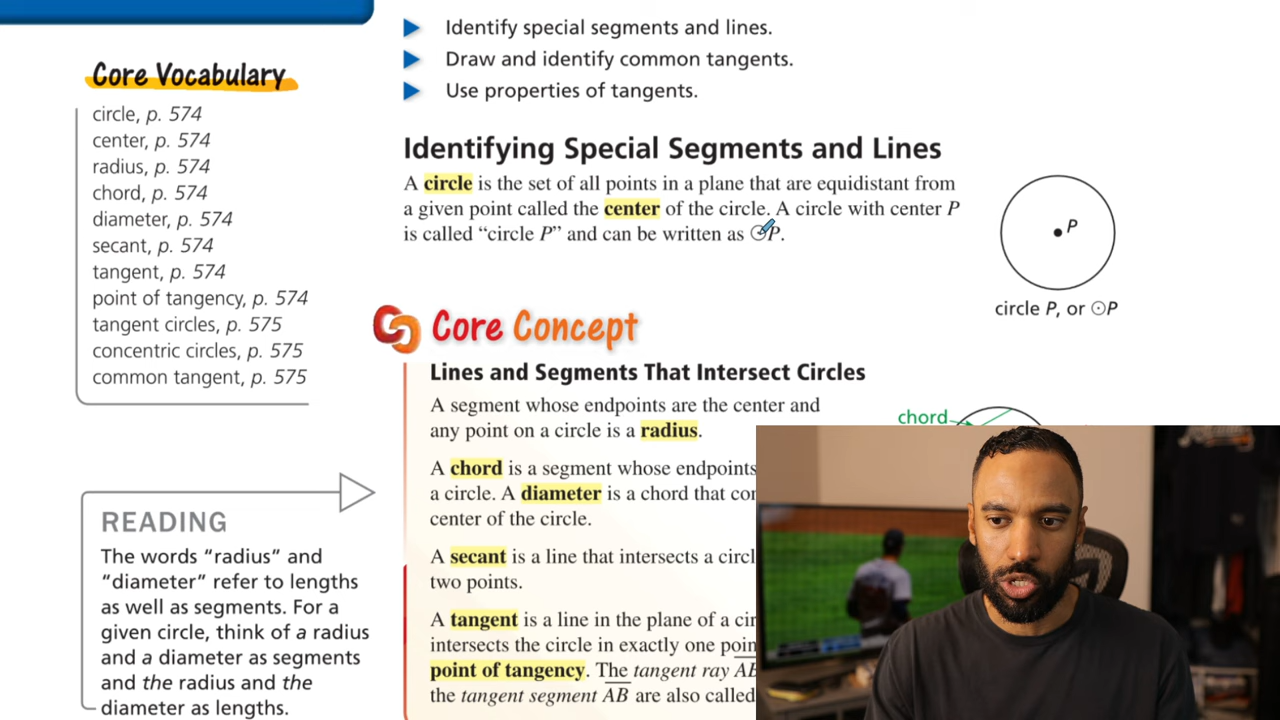 Identify special segments and lines.
Draw and identify common tangents.
Use properties of tangents.
Core Vocabulary
circle, p. 574
center, p. 574
radius, p. 574
chord, p. 574
diameter, p. 574
secant, p. 574
tangent, p. 574
point of tangency, p. 574
tangent circles, p. 575
concentric circles, p. 575
common tangent, p. 575
READING
The words “radius” and
“diameter” refer to lengths
as well as segments. For a
given circle, think of a radius
and a diameter as segments
and the radius and the
diameter as lengths.
Identifying Special Segments and Lines
A circle is the set of all points in a plane that are equidistant from
a given point called the center of the circle. A circle with center P
is called “circle P” and can be written as ⊙P.
P
circle P, or ⊙P
Core Concept
Lines and Segments That Intersect Circles
A segment whose endpoints are the center and
any point on a circle is a radius.
A chord is a segment whose endpoints
a circle. A diameter is a chord that con
center of the circle.
A secant is a line that intersects a circl
two points.
A tangent is a line in the plane of a cir
intersects the circle in exactly one poin
point of tangency. The tangent ray AB
the tangent segment AB are also called
chord